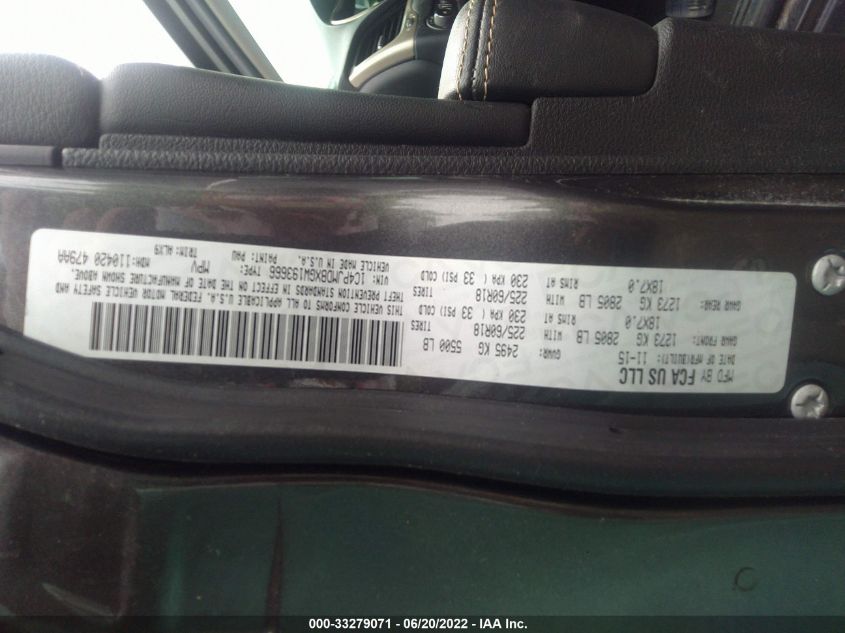 MFD BY FCA US LLC
DATE OF MFR(BUILT): 11-15 GVWR: 2495 KG 5500 LB
GAWR FRONT: 1273 KG 2805 LB WITH 225/60R18 TIRES
18X7.0 RIMS AT 230 KPA ( 33 PSI) COLD
GAWR REAR: 1273 KG 2805 LB WITH 225/60R18 TIRES
18X7.0 RIMS AT 230 KPA ( 33 PSI) COLD
THIS VEHICLE CONFORMS TO ALL APPLICABLE U.S.A. FEDERAL MOTOR VEHICLE SAFETY AND
THEFT PREVENTION STANDARDS IN EFFECT ON THE DATE OF MANUFACTURE SHOWN ABOVE.
VIN: 1C4PJMDBXGW193666 TYPE: MPV MDH: 110420 479AA
VEHICLE MADE IN U.S.A. PAINT: PAU TRIM: ALX9
000-33279071 - 06/20/2022 - IAA Inc.